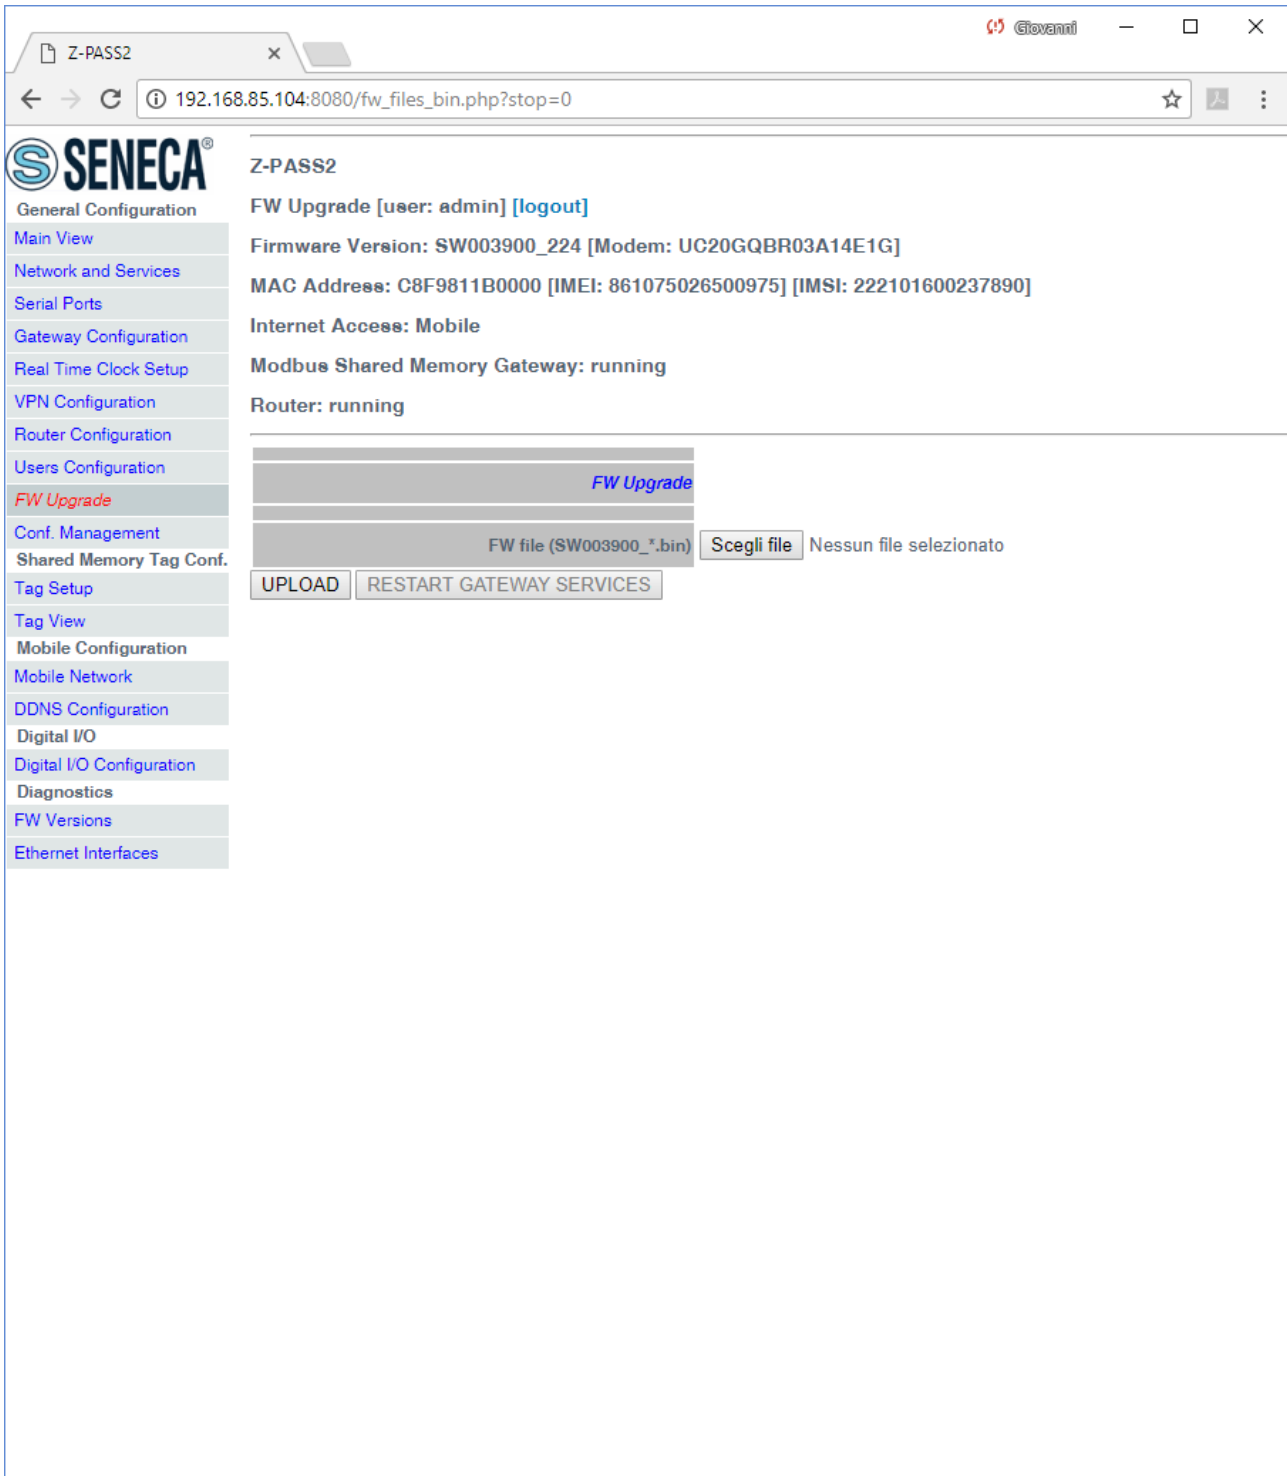 Giovanni
Z-PASS2
192.168.85.104:8080/fw_files_bin.php?stop=0
SENECA®
General Configuration
Main View
Network and Services
Serial Ports
Gateway Configuration
Real Time Clock Setup
VPN Configuration
Router Configuration
Users Configuration
FW Upgrade
Conf. Management
Shared Memory Tag Conf.
Tag Setup
Tag View
Mobile Configuration
Mobile Network
DDNS Configuration
Digital I/O
Digital I/O Configuration
Diagnostics
FW Versions
Ethernet Interfaces
Z-PASS2
FW Upgrade [user: admin] [logout]
Firmware Version: SW003900_224 [Modem: UC20GQBR03A14E1G]
MAC Address: C8F9811B0000 [IMEI: 861075026500975] [IMSI: 222101600237890]
Internet Access: Mobile
Modbus Shared Memory Gateway: running
Router: running
FW Upgrade
FW file (SW003900_*.bin) Scegli file Nessun file selezionato
UPLOAD RESTART GATEWAY SERVICES